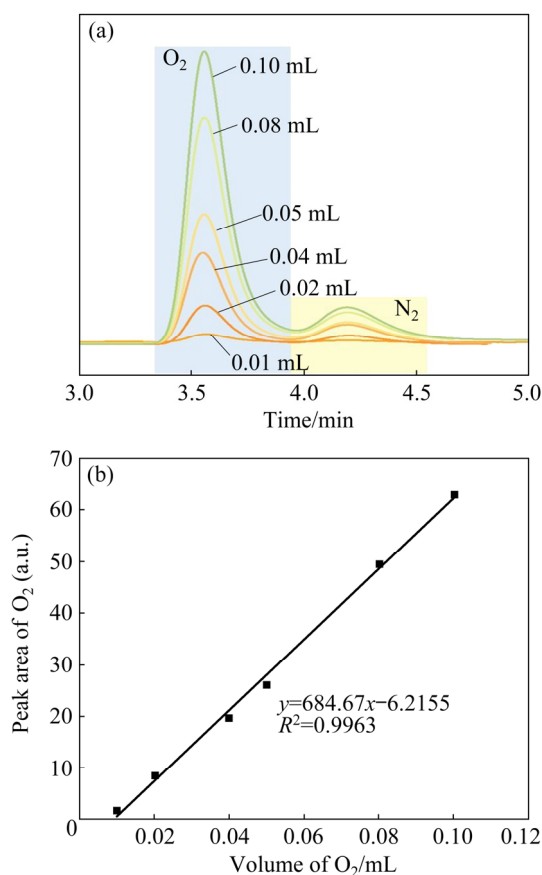 (a)
O₂
0.10 mL
0.08 mL
0.05 mL
0.04 mL
0.02 mL
N₂
0.01 mL
3.0 3.5 4.0 4.5 5.0
Time/min
(b)
Peak area of O₂ (a.u.)
70
60
50
40
30
20
10
0
y=684.67x−6.2155
R²=0.9963
0.02 0.04 0.06 0.08 0.10 0.12
Volume of O₂/mL